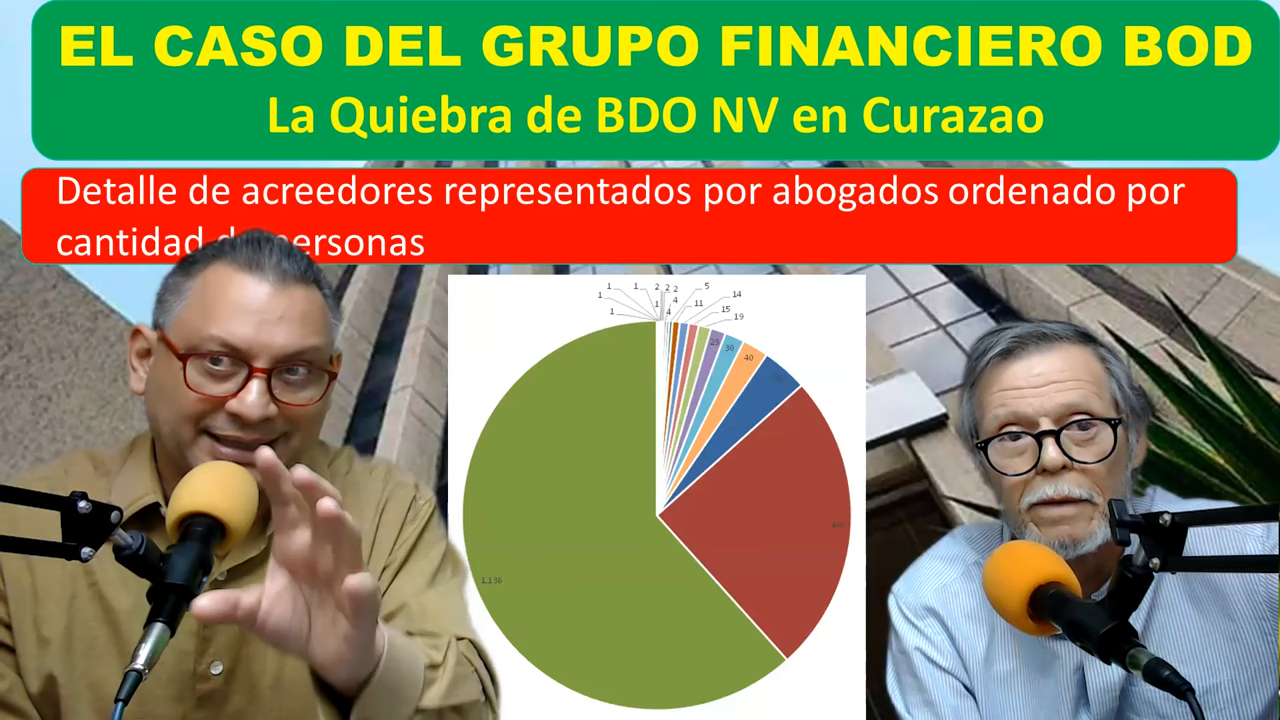 EL CASO DEL GRUPO FINANCIERO BOD
La Quiebra de BDO NV en Curazao
Detalle de acreedores representados por abogados ordenado por
cantidad personas
1 1 2 2 2 5
1 1 4 11 14
1 4 15
19
23 30 40
1.136